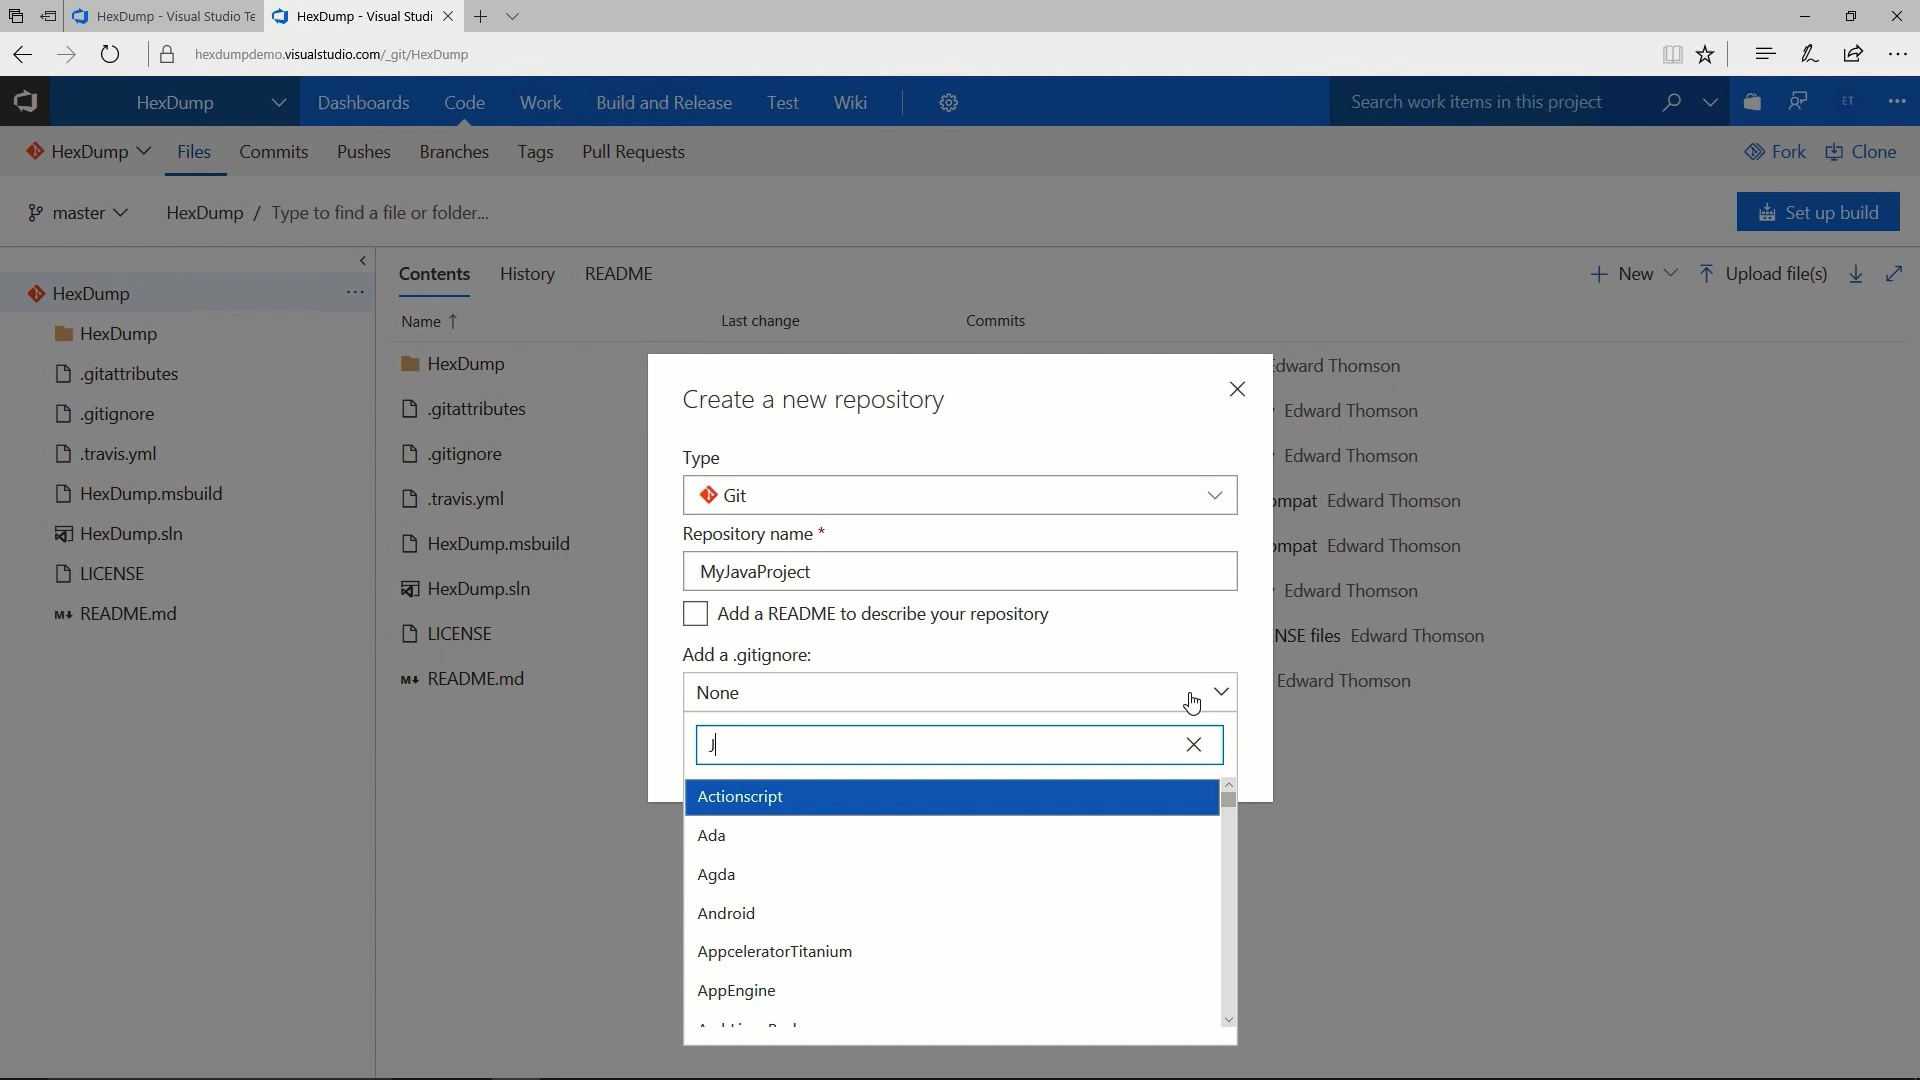 HexDump - Visual Studio Te
HexDump - Visual Studi
hexdumpdemo.visualstudio.com/_git/HexDump
HexDump
Dashboards
Code
Work
Build and Release
Test
Wiki
Search work items in this project
ET
HexDump
Files
Commits
Pushes
Branches
Tags
Pull Requests
Fork
Clone
master
HexDump / Type to find a file or folder...
Set up build
HexDump
HexDump
.gitattributes
.gitignore
.travis.yml
HexDump.msbuild
HexDump.sln
LICENSE
M↓ README.md
Contents
History
README
New
Upload file(s)
Name ↑
Last change
Commits
HexDump
Edward Thomson
.gitattributes
Edward Thomson
.gitignore
Edward Thomson
.travis.yml
ompat Edward Thomson
HexDump.msbuild
ompat Edward Thomson
HexDump.sln
Edward Thomson
LICENSE
NSE files Edward Thomson
M↓ README.md
Edward Thomson
Create a new repository
Type
Git
Repository name *
MyJavaProject
Add a README to describe your repository
Add a .gitignore:
None
J
Actionscript
Ada
Agda
Android
AppceleratorTitanium
AppEngine